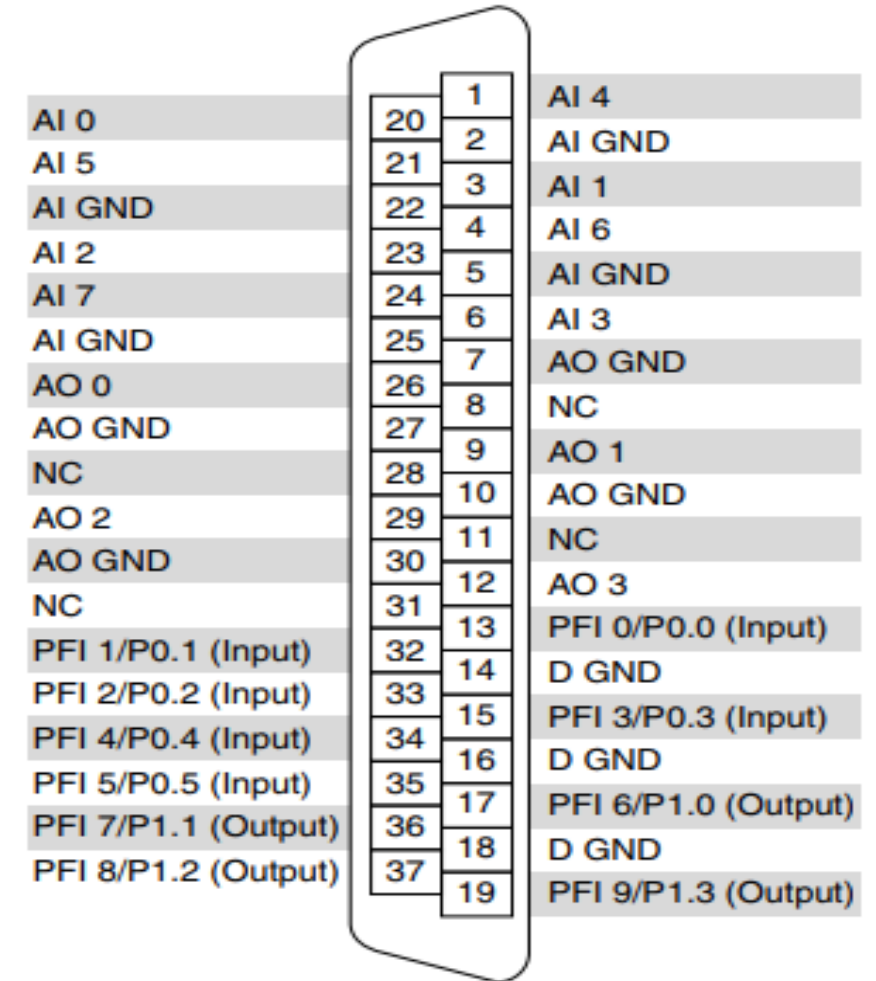 1 AI 4
AI 0 20
2 AI GND
AI 5 21
3 AI 1
AI GND 22
4 AI 6
AI 2 23
5 AI GND
AI 7 24
6 AI 3
AI GND 25
7 AO GND
AO 0 26
8 NC
AO GND 27
9 AO 1
NC 28
10 AO GND
AO 2 29
11 NC
AO GND 30
12 AO 3
NC 31
13 PFI 0/P0.0 (Input)
PFI 1/P0.1 (Input) 32
14 D GND
PFI 2/P0.2 (Input) 33
15 PFI 3/P0.3 (Input)
PFI 4/P0.4 (Input) 34
16 D GND
PFI 5/P0.5 (Input) 35
17 PFI 6/P1.0 (Output)
PFI 7/P1.1 (Output) 36
18 D GND
PFI 8/P1.2 (Output) 37
19 PFI 9/P1.3 (Output)